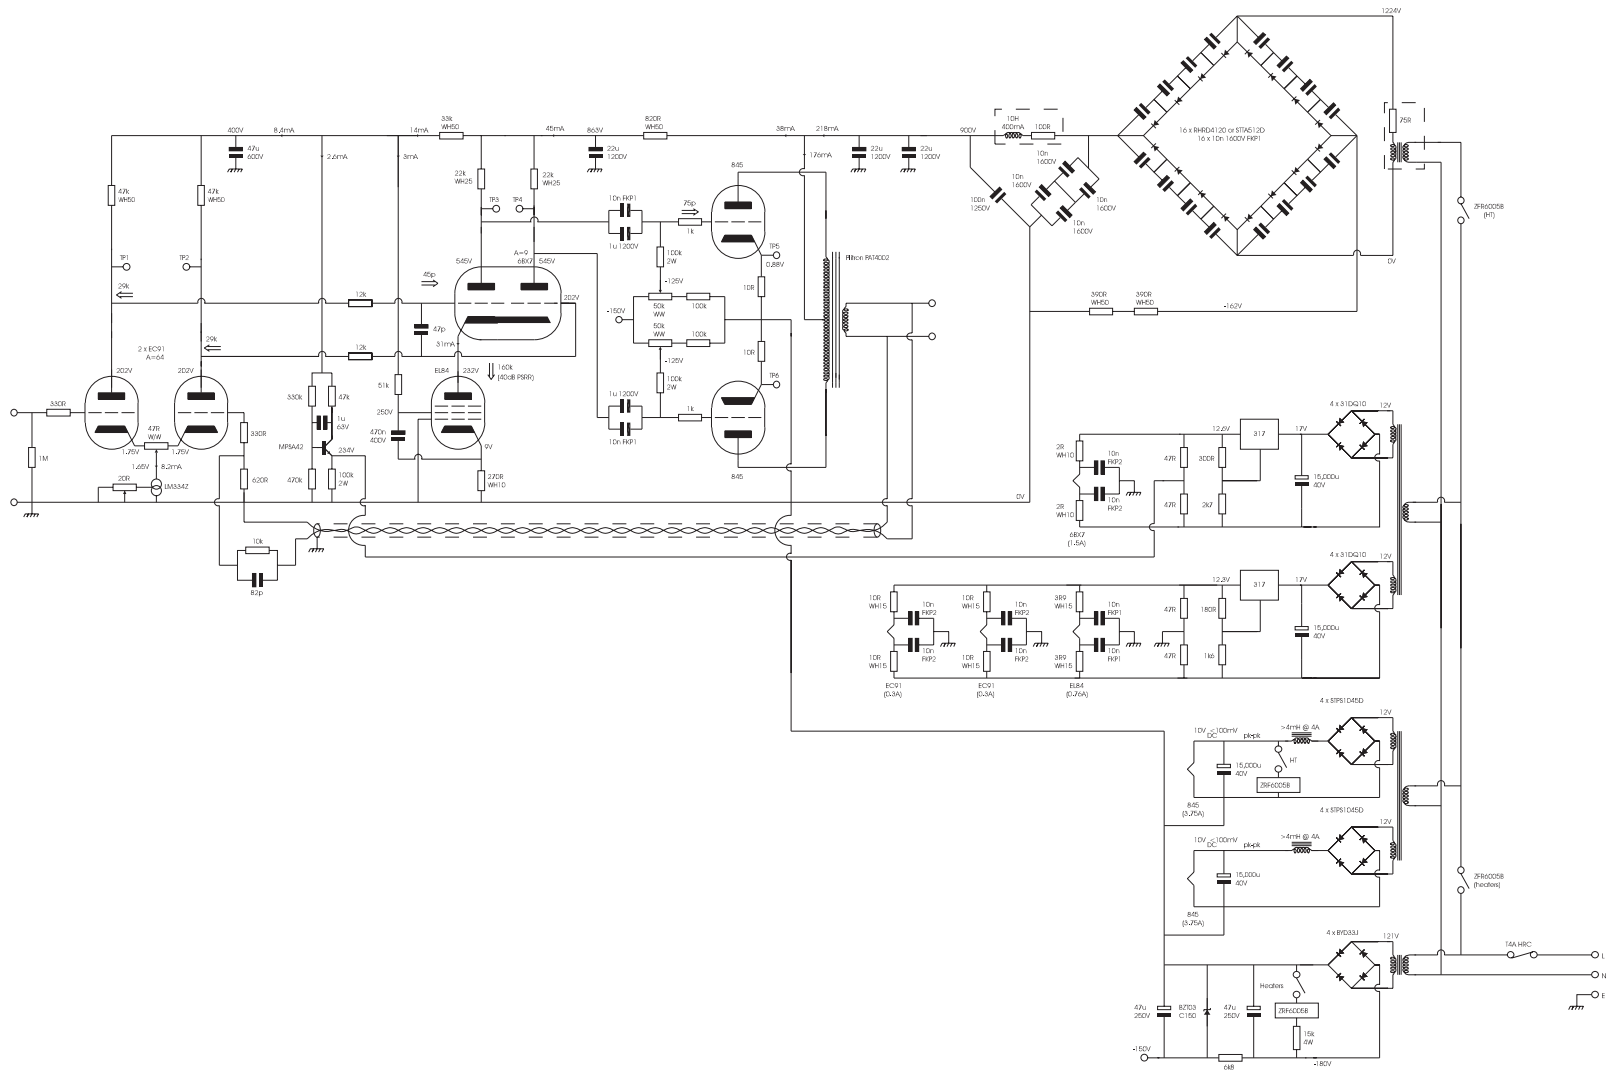 1224V
10H
400mA
100R
75R
16 x RHRD4120 or STTA512D
16 x 10n 1600V FKP1
400V
8.4mA
14mA
33k
WH50
45mA
863V
820R
WH50
38mA
218mA
900V
47u
600V
2.6mA
3mA
22u
1200V
176mA
22u
1200V
22u
1200V
10n
1600V
10n
1600V
10n
1600V
10n
1600V
100n
1250V
47k
WH50
47k
WH50
22k
WH25
22k
WH25
TP3
TP4
10n FKP1
1u 1200V
75p
1k
845
ZFR6005B
(HT)
TP1
TP2
29k
12k
45p
545V
A=9
6BX7
545V
100k
2W
-125V
TP5
0.88V
Plitron PAT4002
0V
202V
-150V
50k
WW
100k
50k
WW
100k
10R
390R
WH50
390R
WH50
-162V
47p
2 x EC91
A=64
29k
12k
31mA
160k
(40dB PSRR)
-125V
100k
2W
10R
TP6
202V
202V
EL84
232V
51k
330k
47k
1u
63V
250V
470n
400V
9V
1u 1200V
10n FKP1
1k
845
330R
47R
W/W
1.75V
1.75V
330R
MPSA42
234V
1M
1.65V
8.2mA
20R
LM334Z
620R
470k
100k
2W
270R
WH10
0V
10k
82p
4 x 31DQ10
12V
12.6V
317
17V
2R
WH10
10n
FKP2
10n
FKP2
2R
WH10
47R
300R
47R
2k7
15,000u
40V
6BX7
(1.5A)
4 x 31DQ10
12V
12.3V
317
17V
10R
WH15
10n
FKP2
10R
WH15
10n
FKP2
3R9
WH15
10n
FKP1
47R
180R
15,000u
40V
10R
WH15
10n
FKP2
10R
WH15
10n
FKP2
3R9
WH15
10n
FKP1
47R
1k6
EC91
(0.3A)
EC91
(0.3A)
EL84
(0.76A)
4 x STPS1045D
12V
10V <100mV
DC pk-pk
>4mH @ 4A
15,000u
40V
HT
ZRF6005B
845
(3.75A)
4 x STPS1045D
12V
10V <100mV
DC pk-pk
>4mH @ 4A
15,000u
40V
845
(3.75A)
ZFR6005B
(heaters)
4 x BYD33J
121V
T4A HRC
L
N
E
Heaters
47u
250V
BZT03
C150
47u
250V
ZRF6005B
15k
4W
-150V
6k8
-180V